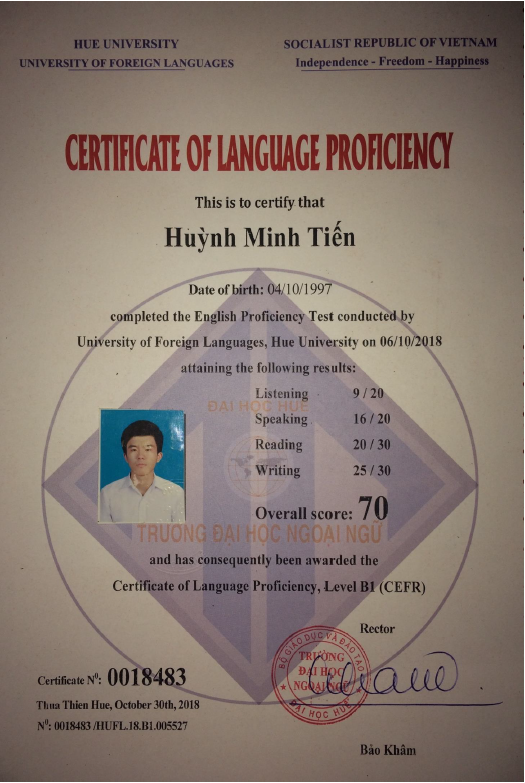 HUE UNIVERSITY
UNIVERSITY OF FOREIGN LANGUAGES
SOCIALIST REPUBLIC OF VIETNAM
Independence - Freedom - Happiness
CERTIFICATE OF LANGUAGE PROFICIENCY
This is to certify that
Huỳnh Minh Tiến
Date of birth: 04/10/1997
completed the English Proficiency Test conducted by
University of Foreign Languages, Hue University on 06/10/2018
attaining the following results:
Listening 9 / 20
ĐẠI HỌC HUẾ
Speaking 16 / 20
Reading 20 / 30
Writing 25 / 30
Overall score: 70
TRƯỜNG ĐẠI HỌC NGOẠI NGỮ
and has consequently been awarded the
Certificate of Language Proficiency, Level B1 (CEFR)
Rector
BỘ GIÁO DỤC VÀ ĐÀO TẠO
TRƯỜNG
ĐẠI HỌC
NGOẠI NGỮ
ĐẠI HỌC HUẾ
Certificate Nº: 0018483
Thua Thien Hue, October 30th, 2018
Nº: 0018483 /HUFL.18.B1.005527
Bảo Khâm